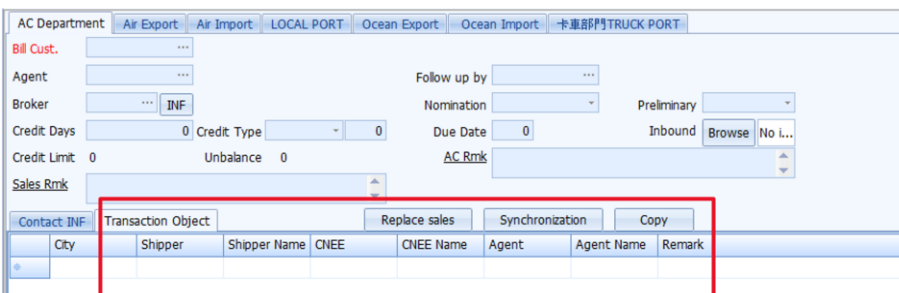 AC Department Air Export Air Import LOCAL PORT Ocean Export Ocean Import 卡車部門TRUCK PORT
Bill Cust. ...
Agent ... Follow up by ...
Broker ... INF Nomination Preliminary
Credit Days 0 Credit Type 0 Due Date 0 Inbound Browse No i...
Credit Limit 0 Unbalance 0 AC Rmk
Sales Rmk
Contact INF Transaction Object Replace sales Synchronization Copy
City Shipper Shipper Name CNEE CNEE Name Agent Agent Name Remark